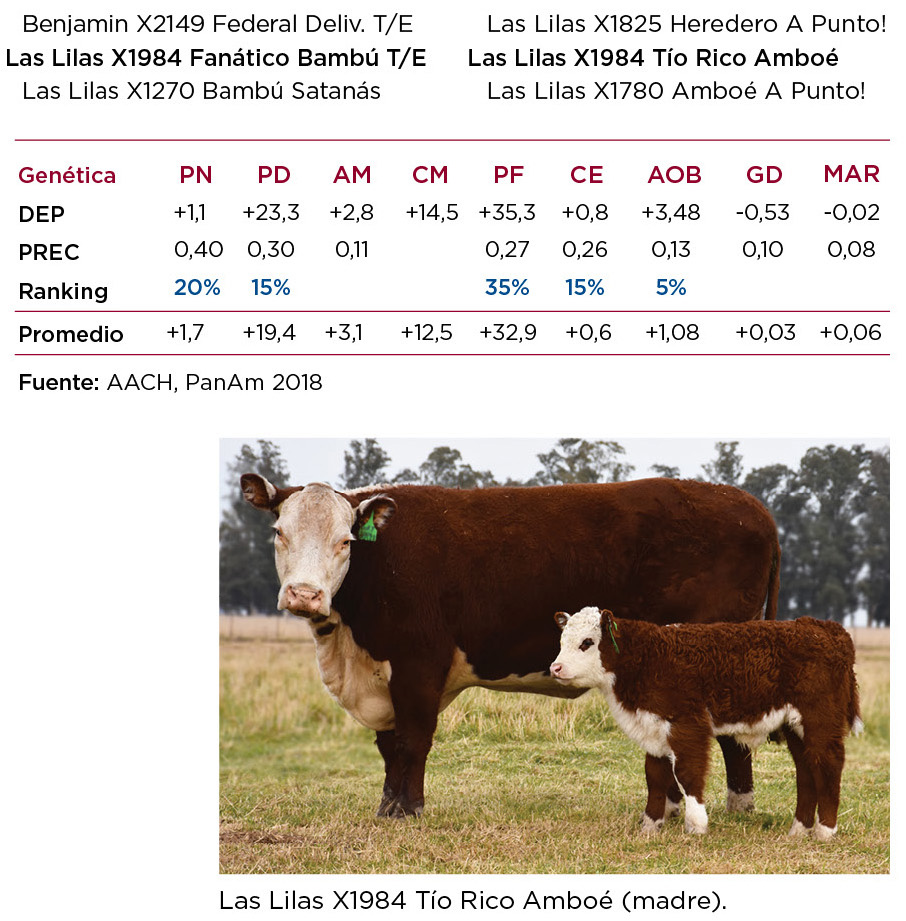 Benjamin X2149 Federal Deliv. T/E
Las Lilas X1984 Fanático Bambú T/E
Las Lilas X1270 Bambú Satanás
Las Lilas X1825 Heredero A Punto!
Las Lilas X1984 Tío Rico Amboé
Las Lilas X1780 Amboé A Punto!
Genética PN PD AM CM PF CE AOB GD MAR
DEP +1,1 +23,3 +2,8 +14,5 +35,3 +0,8 +3,48 -0,53 -0,02
PREC 0,40 0,30 0,11 0,27 0,26 0,13 0,10 0,08
Ranking 20% 15% 35% 15% 5%
Promedio +1,7 +19,4 +3,1 +12,5 +32,9 +0,6 +1,08 +0,03 +0,06
Fuente: AACH, PanAm 2018
Las Lilas X1984 Tío Rico Amboé (madre).